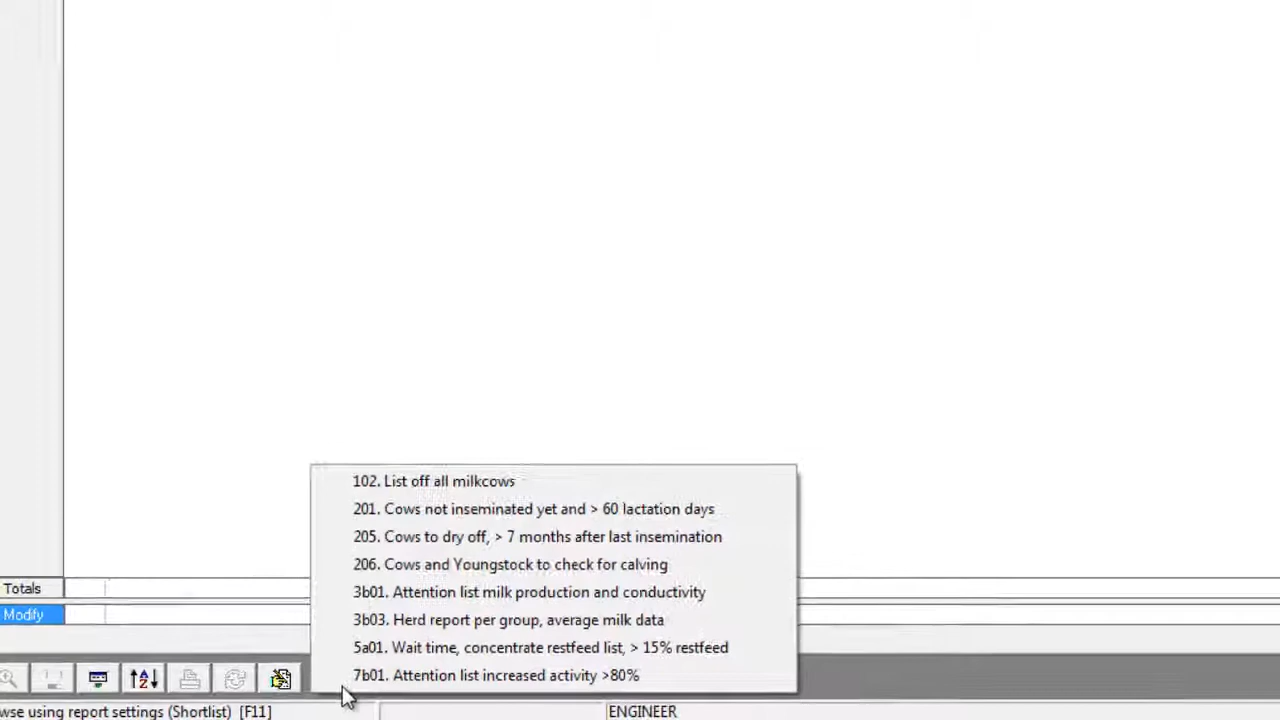 102. List off all milkcows
201. Cows not inseminated yet and > 60 lactation days
205. Cows to dry off, > 7 months after last insemination
206. Cows and Youngstock to check for calving
3b01. Attention list milk production and conductivity
3b03. Herd report per group, average milk data
5a01. Wait time, concentrate restfeed list, > 15% restfeed
7b01. Attention list increased activity >80%
Totals
Modify
wse using report settings (Shortlist) [F11]
ENGINEER